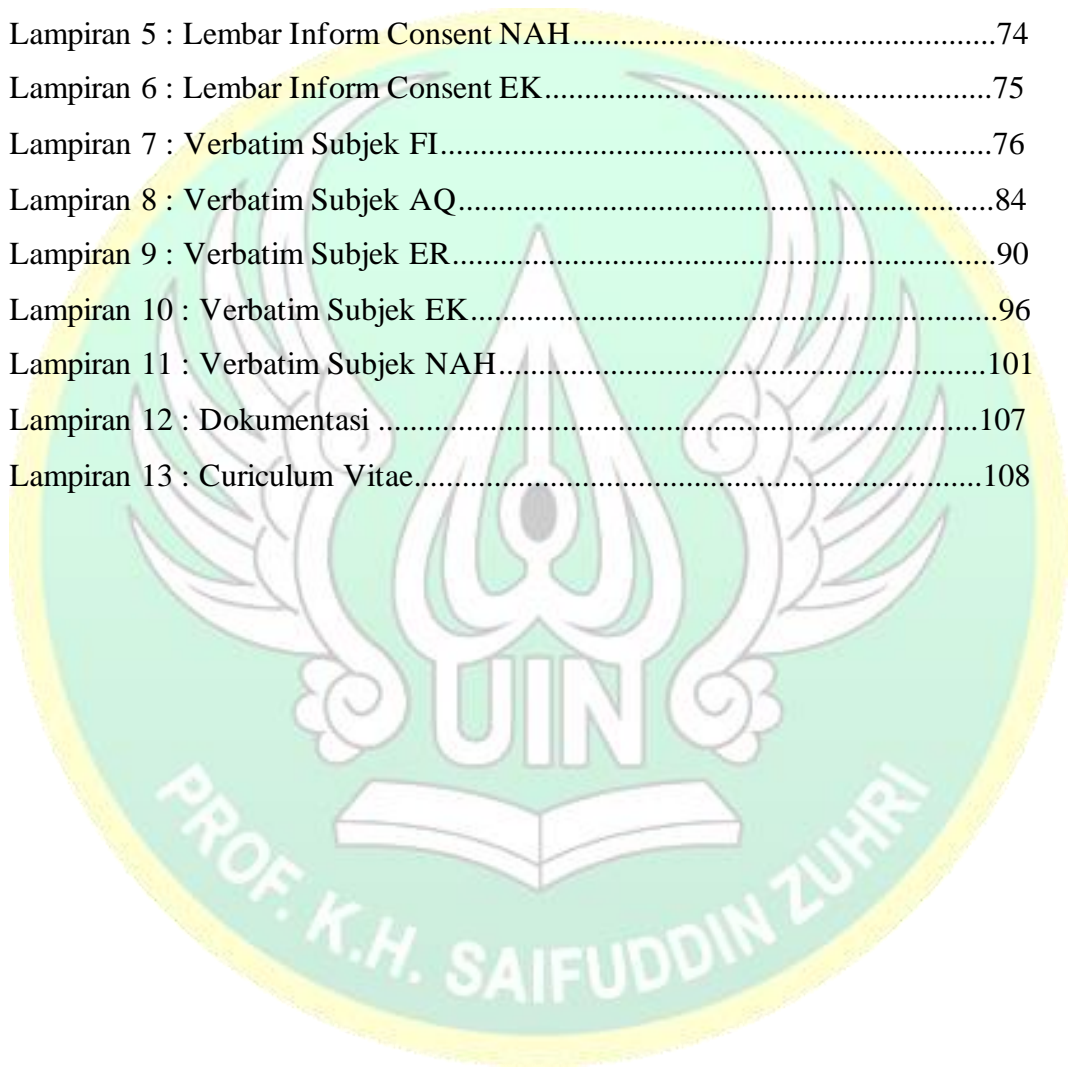 Lampiran 5 : Lembar Inform Consent NAH.....................................................74
Lampiran 6 : Lembar Inform Consent EK........................................................75
Lampiran 7 : Verbatim Subjek FI.....................................................................76
Lampiran 8 : Verbatim Subjek AQ...................................................................84
Lampiran 9 : Verbatim Subjek ER....................................................................90
Lampiran 10 : Verbatim Subjek EK..................................................................96
Lampiran 11 : Verbatim Subjek NAH.................................................................101
Lampiran 12 : Dokumentasi ...........................................................................107
Lampiran 13 : Curiculum Vitae.......................................................................108
UIN
PROF. K.H. SAIFUDDIN ZUHRI